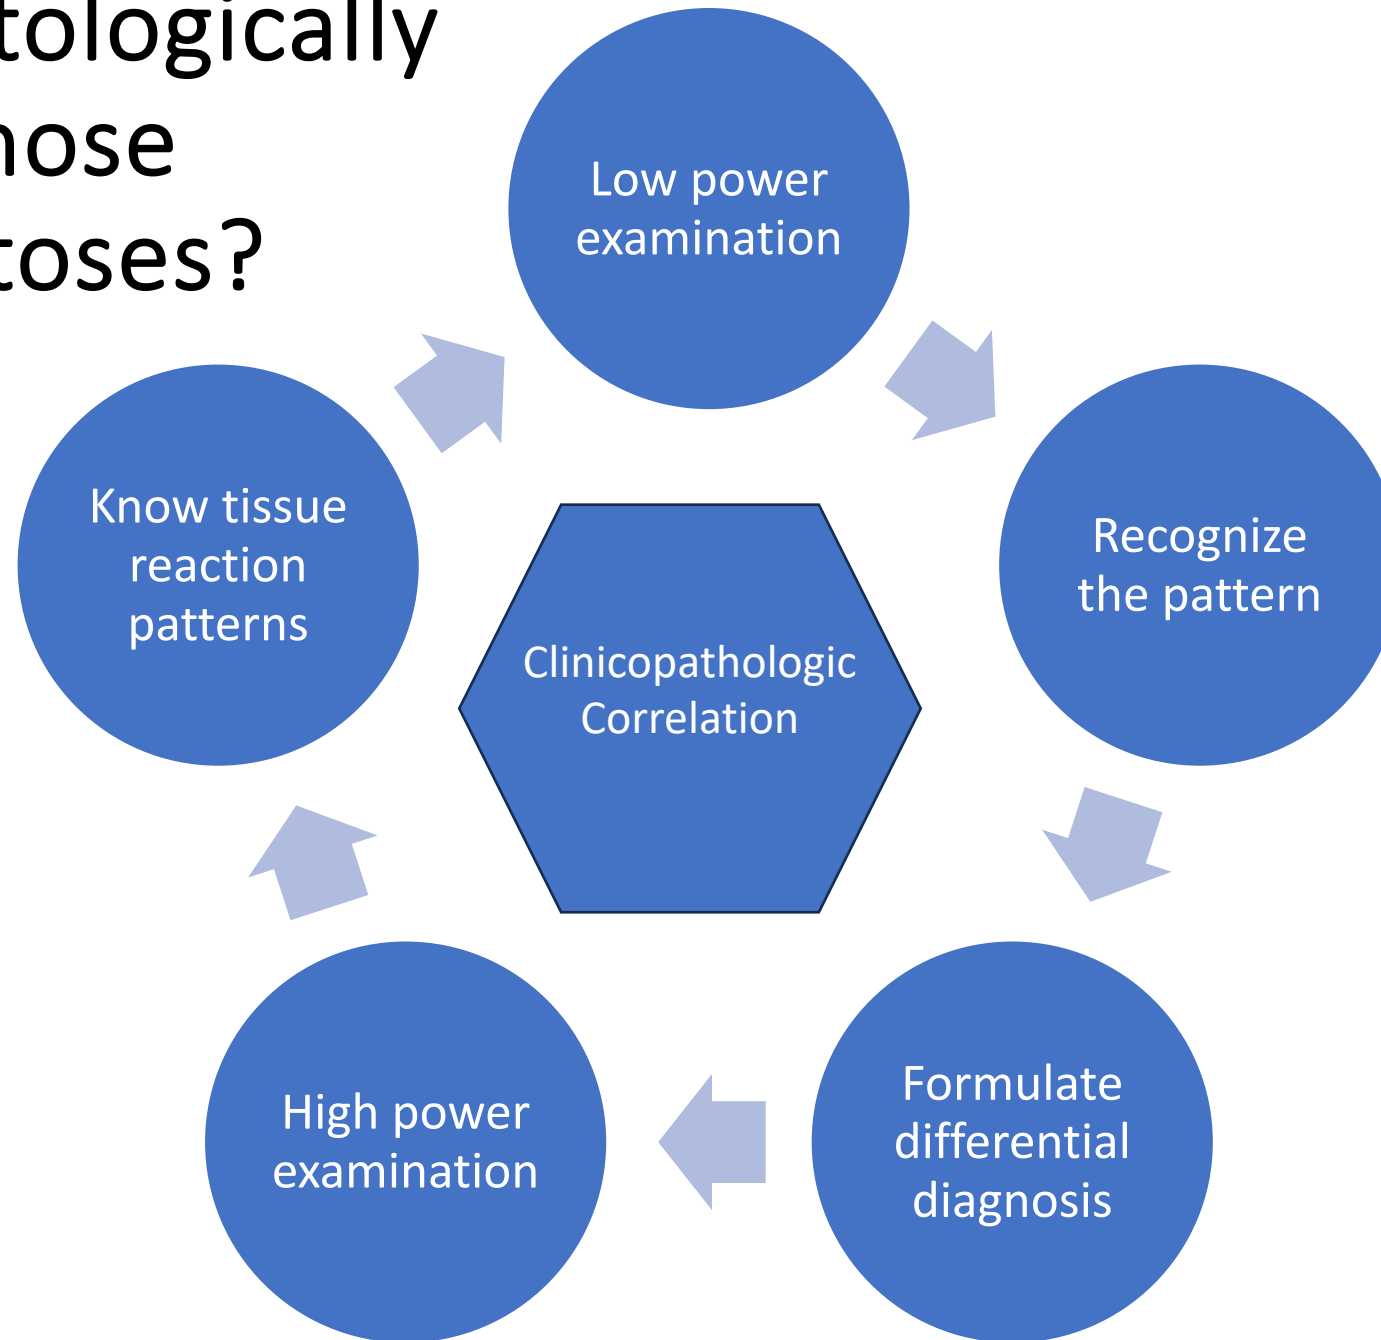 tologically
nose
toses?
Low power
examination
Recognize
the pattern
Formulate
differential
diagnosis
High power
examination
Know tissue
reaction
patterns
Clinicopathologic
Correlation